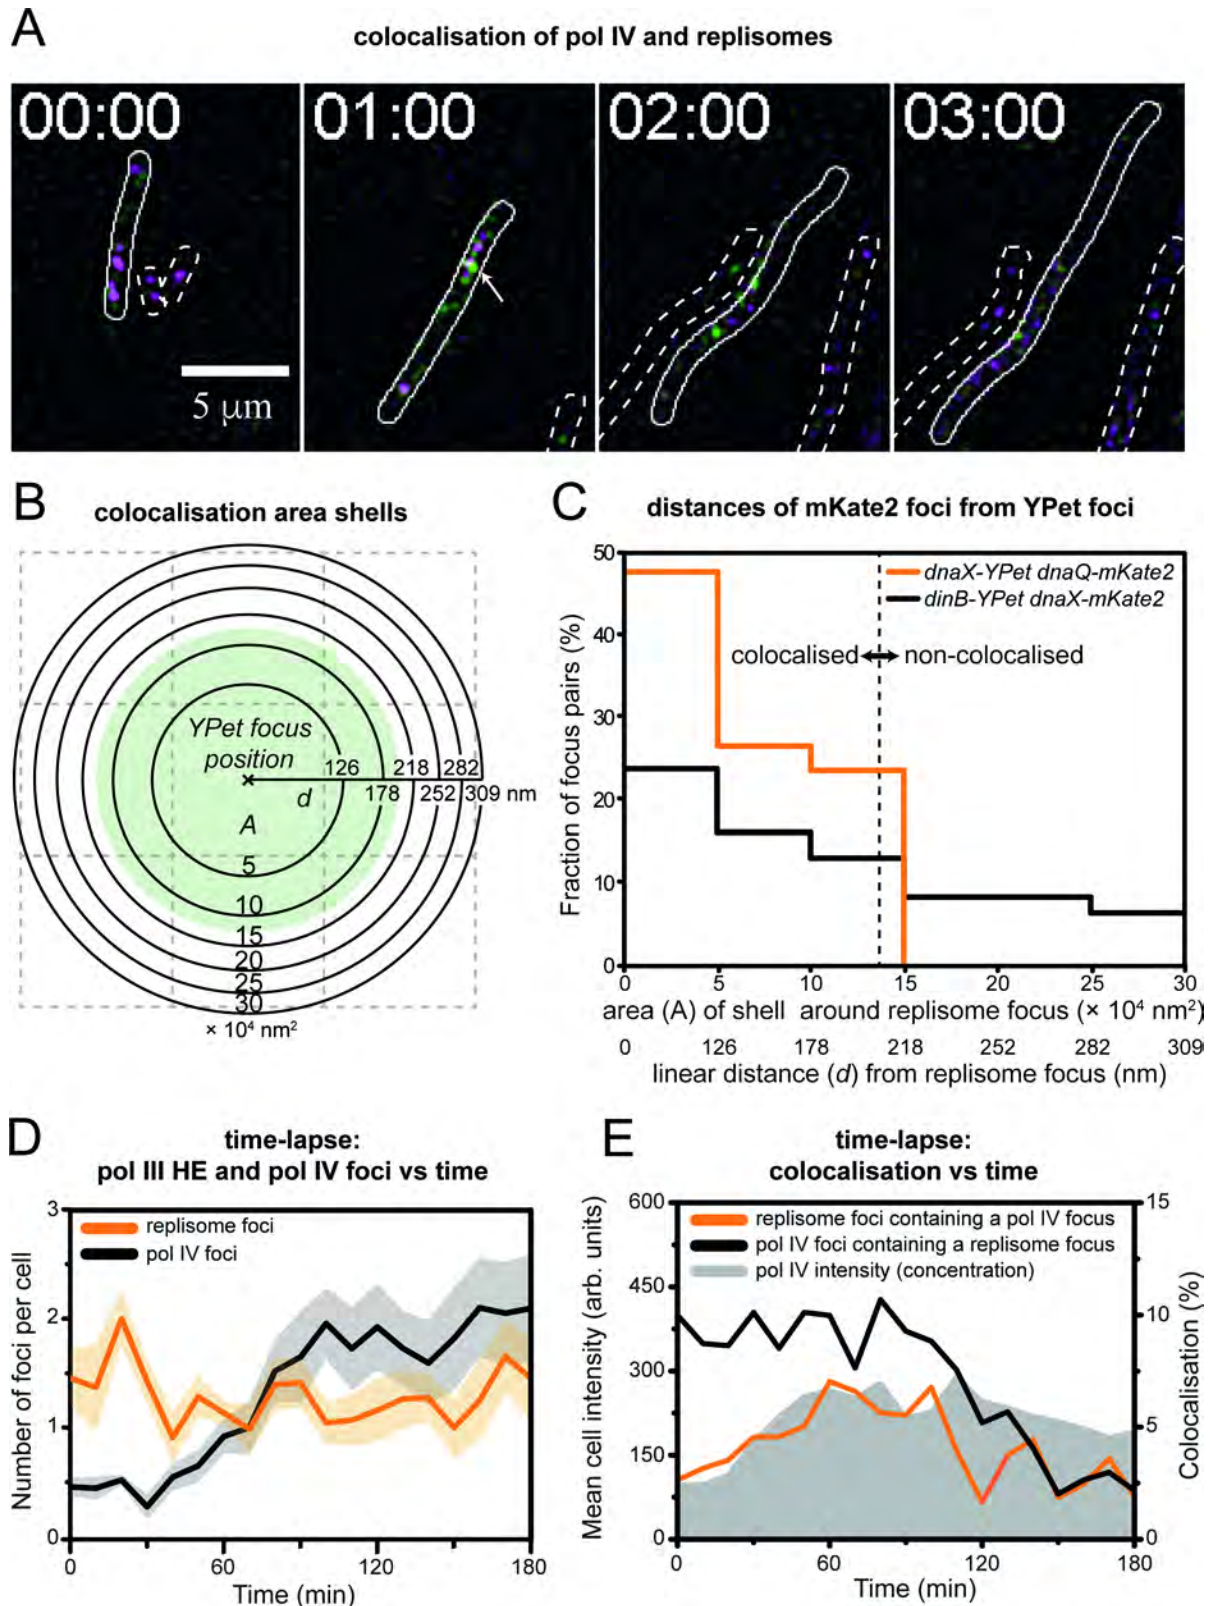 A
colocalisation of pol IV and replisomes
00:00
01:00
02:00
03:00
5 μm
B
colocalisation area shells
YPet focus
position
126
218
282
d
178
252
309 nm
A
5
10
15
20
25
30
× 10⁴ nm²
C
distances of mKate2 foci from YPet foci
50
40
30
20
10
0
Fraction of focus pairs (%)
dnaX-YPet dnaQ-mKate2
dinB-YPet dnaX-mKate2
colocalised
non-colocalised
0 5 10 15 20 25 30
area (A) of shell around replisome focus (× 10⁴ nm²)
0 126 178 218 252 282 309
linear distance (d) from replisome focus (nm)
D
time-lapse:
pol III HE and pol IV foci vs time
3
2
1
0
Number of foci per cell
replisome foci
pol IV foci
0 60 120 180
Time (min)
E
time-lapse:
colocalisation vs time
600
450
300
150
0
Mean cell intensity (arb. units)
replisome foci containing a pol IV focus
pol IV foci containing a replisome focus
pol IV intensity (concentration)
15
10
5
0
Colocalisation (%)
0 60 120 180
Time (min)